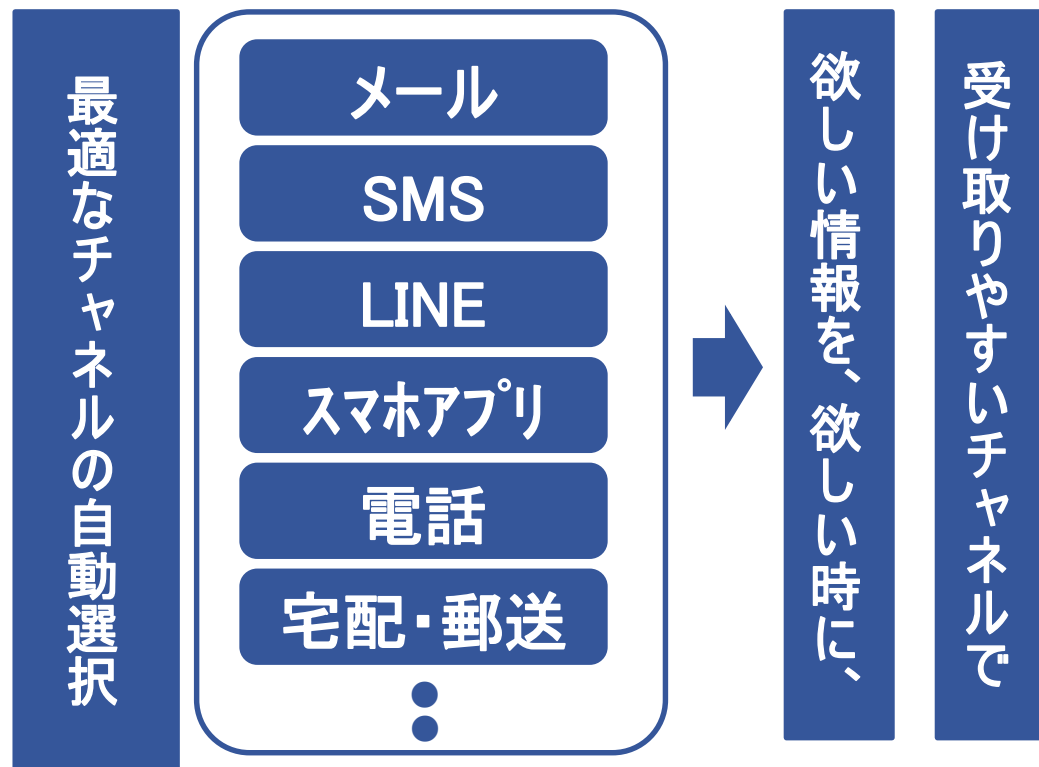 最適なチャネルの自動選択
メール
SMS
LINE
スマホアプリ
電話
宅配・郵送
欲しい情報を、欲しい時に、
受け取りやすいチャネルで